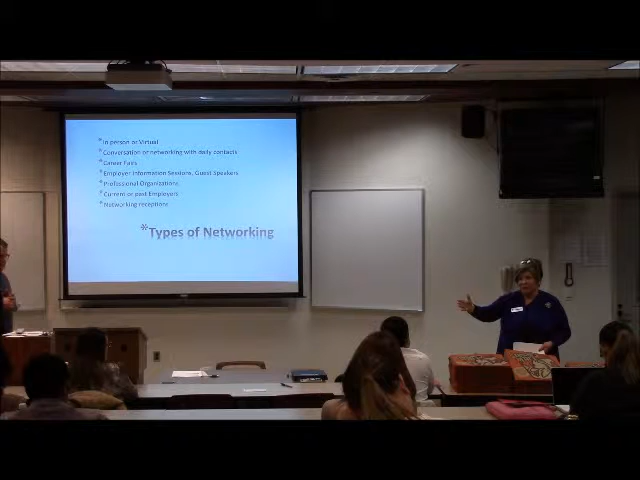 *In person or Virtual
*Conversation or networking with daily contacts
*Career Fairs
*Employer Information Sessions, Guest Speakers
*Professional Organizations
*Current or past Employers
*Networking receptions
*Types of Networking